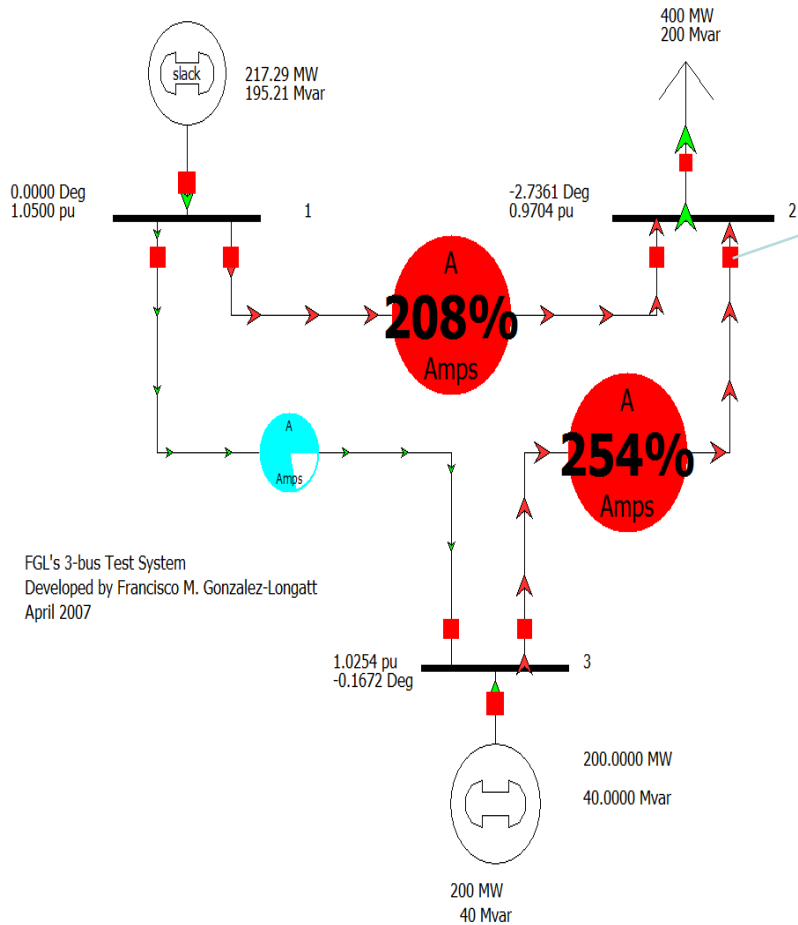 400 MW
200 Mvar
slack
217.29 MW
195.21 Mvar
0.0000 Deg
1.0500 pu
1
-2.7361 Deg
0.9704 pu
2
A
208%
Amps
A
254%
Amps
A
Amps
FGL's 3-bus Test System
Developed by Francisco M. Gonzalez-Longatt
April 2007
1.0254 pu
-0.1672 Deg
3
200.0000 MW
40.0000 Mvar
200 MW
40 Mvar